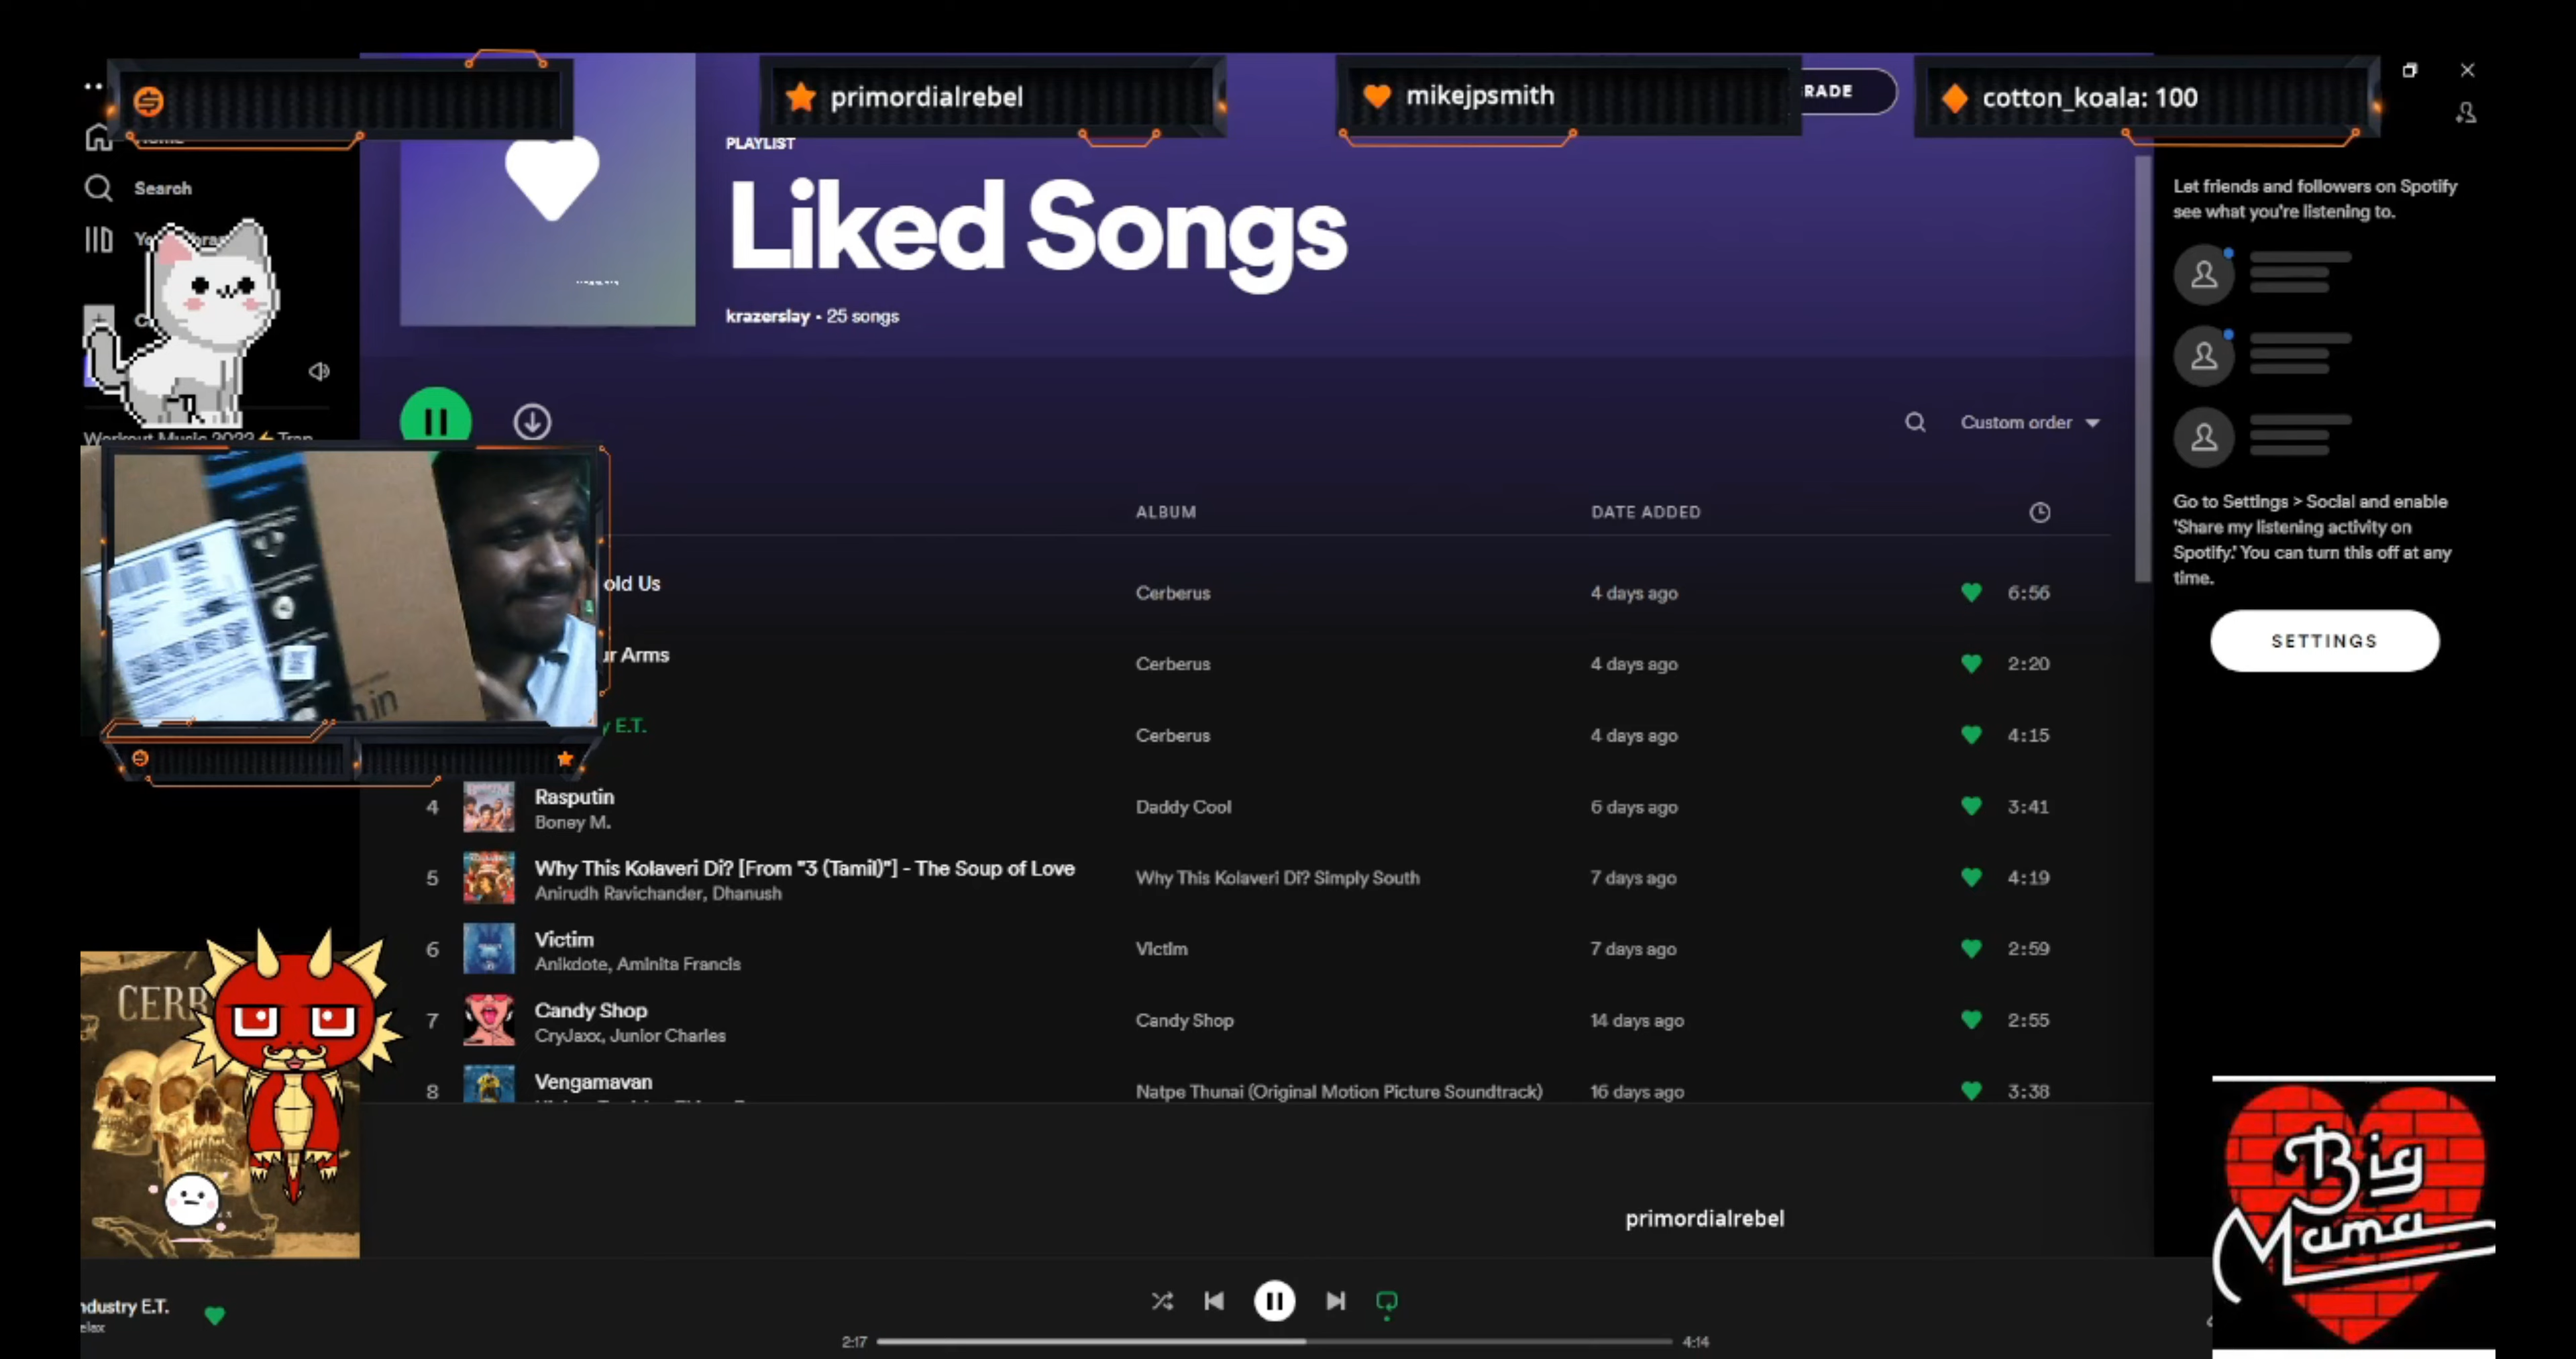 primordialrebel
mikejpsmith
RADE
cotton_koala: 100
Search
PLAYLIST
Liked Songs
krazerslay • 25 songs
Let friends and followers on Spotify
see what you're listening to.
Custom order
Workout Music 2022⚡Trap
ALBUM
DATE ADDED
Go to Settings > Social and enable
'Share my listening activity on
Spotify.' You can turn this off at any
time.
SETTINGS
old Us
Cerberus
4 days ago
6:56
ur Arms
Cerberus
4 days ago
2:20
y E.T.
Cerberus
4 days ago
4:15
.in
4
Rasputin
Boney M.
Daddy Cool
6 days ago
3:41
5
Why This Kolaveri Di? [From "3 (Tamil)"] - The Soup of Love
Anirudh Ravichander, Dhanush
Why This Kolaveri Di? Simply South
7 days ago
4:19
6
Victim
Anikdote, Aminita Francis
Victim
7 days ago
2:59
7
Candy Shop
CryJaxx, Junior Charles
Candy Shop
14 days ago
2:55
8
Vengamavan
Natpe Thunai (Original Motion Picture Soundtrack)
16 days ago
3:38
CERB
primordialrebel
Big
Mama
ndustry E.T.
elax
2:17
4:14